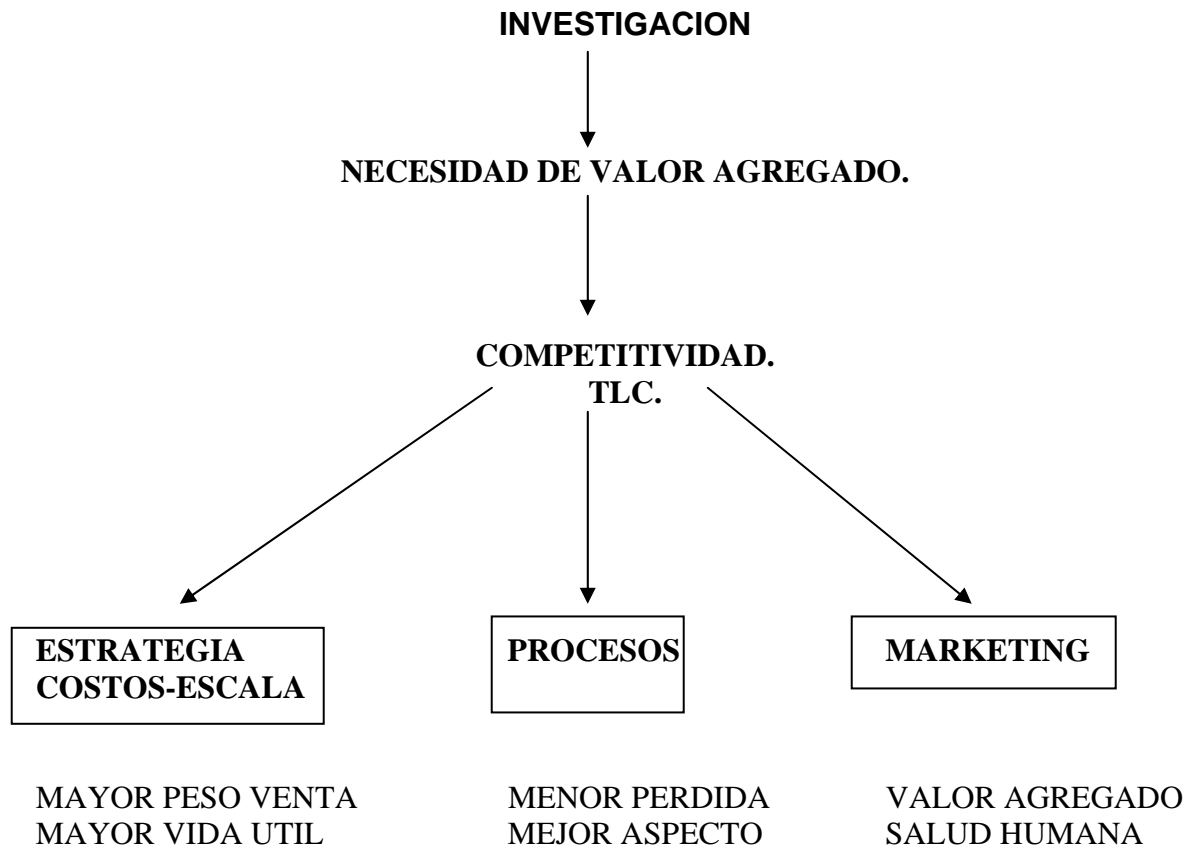 INVESTIGACION
NECESIDAD DE VALOR AGREGADO.
COMPETITIVIDAD.
TLC.
ESTRATEGIA
COSTOS-ESCALA
PROCESOS
MARKETING
MAYOR PESO VENTA
MAYOR VIDA UTIL
MENOR PERDIDA
MEJOR ASPECTO
VALOR AGREGADO
SALUD HUMANA